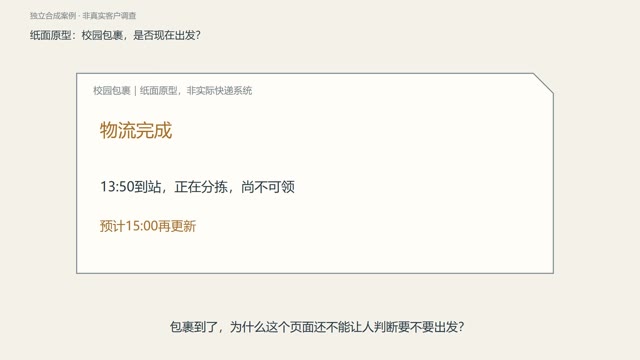 独立合成案例 · 非真实客户调查
纸面原型：校园包裹，是否现在出发？
校园包裹｜纸面原型，非实际快递系统
物流完成
13:50到站，正在分拣，尚不可领
预计15:00再更新
包裹到了，为什么这个页面还不能让人判断要不要出发？